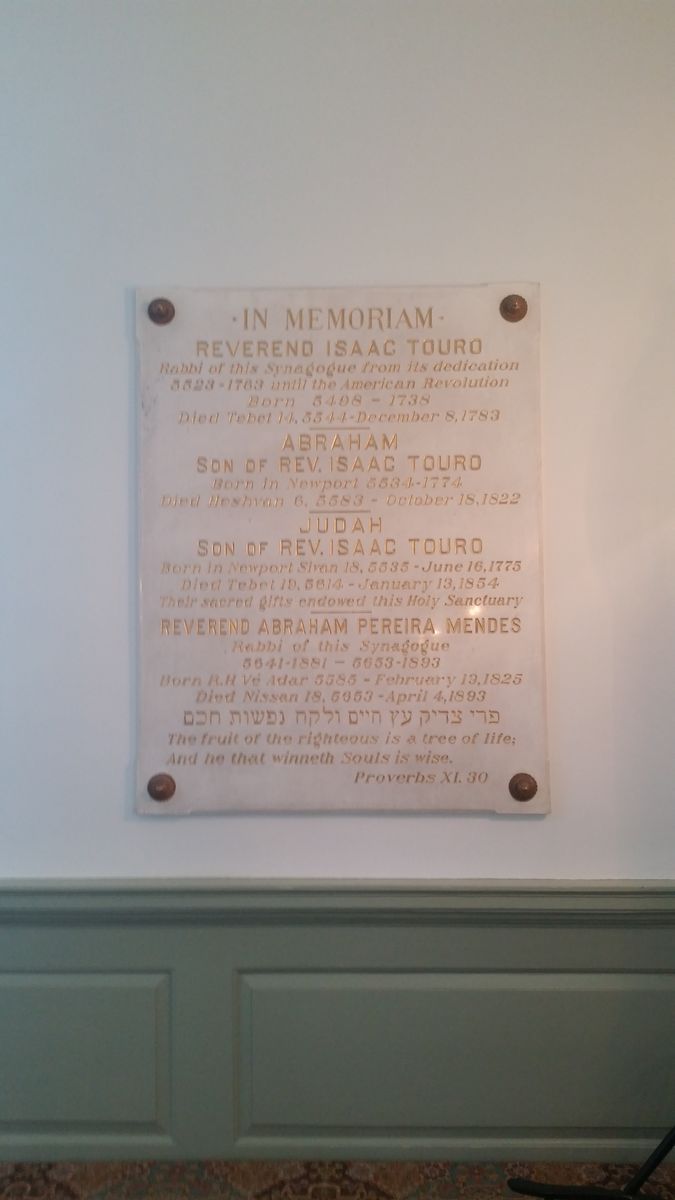 ·IN MEMORIAM·
REVEREND ISAAC TOURO
Rabbi of this Synagogue from its dedication
5523-1763 until the American Revolution
Born 5498 - 1738
Died Tebet 14, 5544-December 8, 1783
ABRAHAM
SON OF REV. ISAAC TOURO
Born in Newport 5534-1774
Died Heshvan 6, 5583 - October 18, 1822
JUDAH
SON OF REV. ISAAC TOURO
Born in Newport Sivan 18, 5535 - June 16, 1775
Died Tebet 19, 5614 - January 13, 1854
Their sacred gifts endowed this Holy Sanctuary
REVEREND ABRAHAM PEREIRA MENDES
Rabbi of this Synagogue
5641-1881 — 5653-1893
Born R.H Vé Adar 5585 - February 19, 1825
Died Nissan 18, 5653 - April 4, 1893
פרי צדיק עץ חיים ולקח נפשות חכם
The fruit of the righteous is a tree of life;
And he that winneth Souls is wise.
Proverbs XI. 30